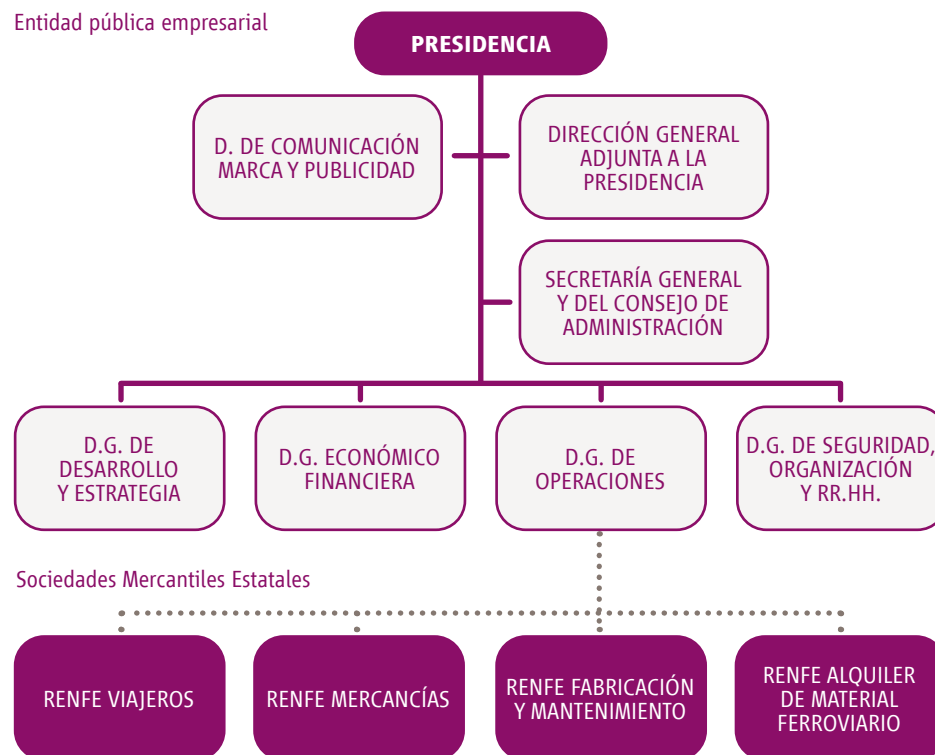 Entidad pública empresarial
PRESIDENCIA
D. DE COMUNICACIÓN
MARCA Y PUBLICIDAD
DIRECCIÓN GENERAL
ADJUNTA A LA
PRESIDENCIA
SECRETARÍA GENERAL
Y DEL CONSEJO DE
ADMINISTRACIÓN
D.G. DE
DESARROLLO
Y ESTRATEGIA
D.G. ECONÓMICO
FINANCIERA
D.G. DE
OPERACIONES
D.G. DE SEGURIDAD,
ORGANIZACIÓN
Y RR.HH.
Sociedades Mercantiles Estatales
RENFE VIAJEROS
RENFE MERCANCÍAS
RENFE FABRICACIÓN
Y MANTENIMIENTO
RENFE ALQUILER
DE MATERIAL
FERROVIARIO